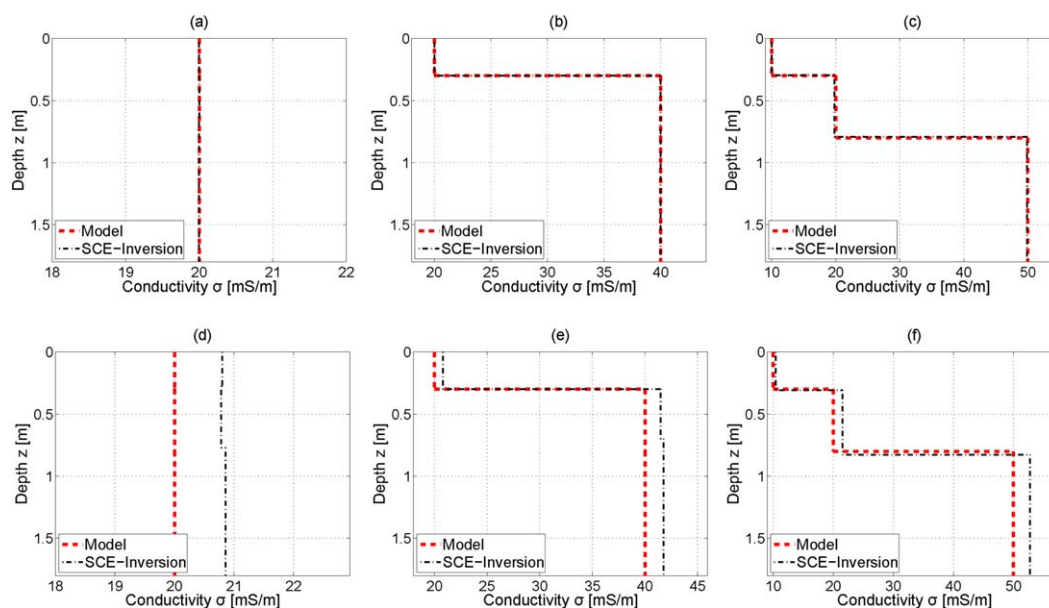 (a)
(b)
(c)
0
0.5
1
1.5
Depth z [m]
Model
SCE−Inversion
18 19 20 21 22
Conductivity σ [mS/m]
0
0.5
1
1.5
Depth z [m]
Model
SCE−Inversion
20 25 30 35 40
Conductivity σ [mS/m]
0
0.5
1
1.5
Depth z [m]
Model
SCE−Inversion
10 20 30 40 50
Conductivity σ [mS/m]
(d)
(e)
(f)
0
0.5
1
1.5
Depth z [m]
Model
SCE−Inversion
18 19 20 21 22
Conductivity σ [mS/m]
0
0.5
1
1.5
Depth z [m]
Model
SCE−Inversion
20 25 30 35 40 45
Conductivity σ [mS/m]
0
0.5
1
1.5
Depth z [m]
Model
SCE−Inversion
10 20 30 40 50
Conductivity σ [mS/m]